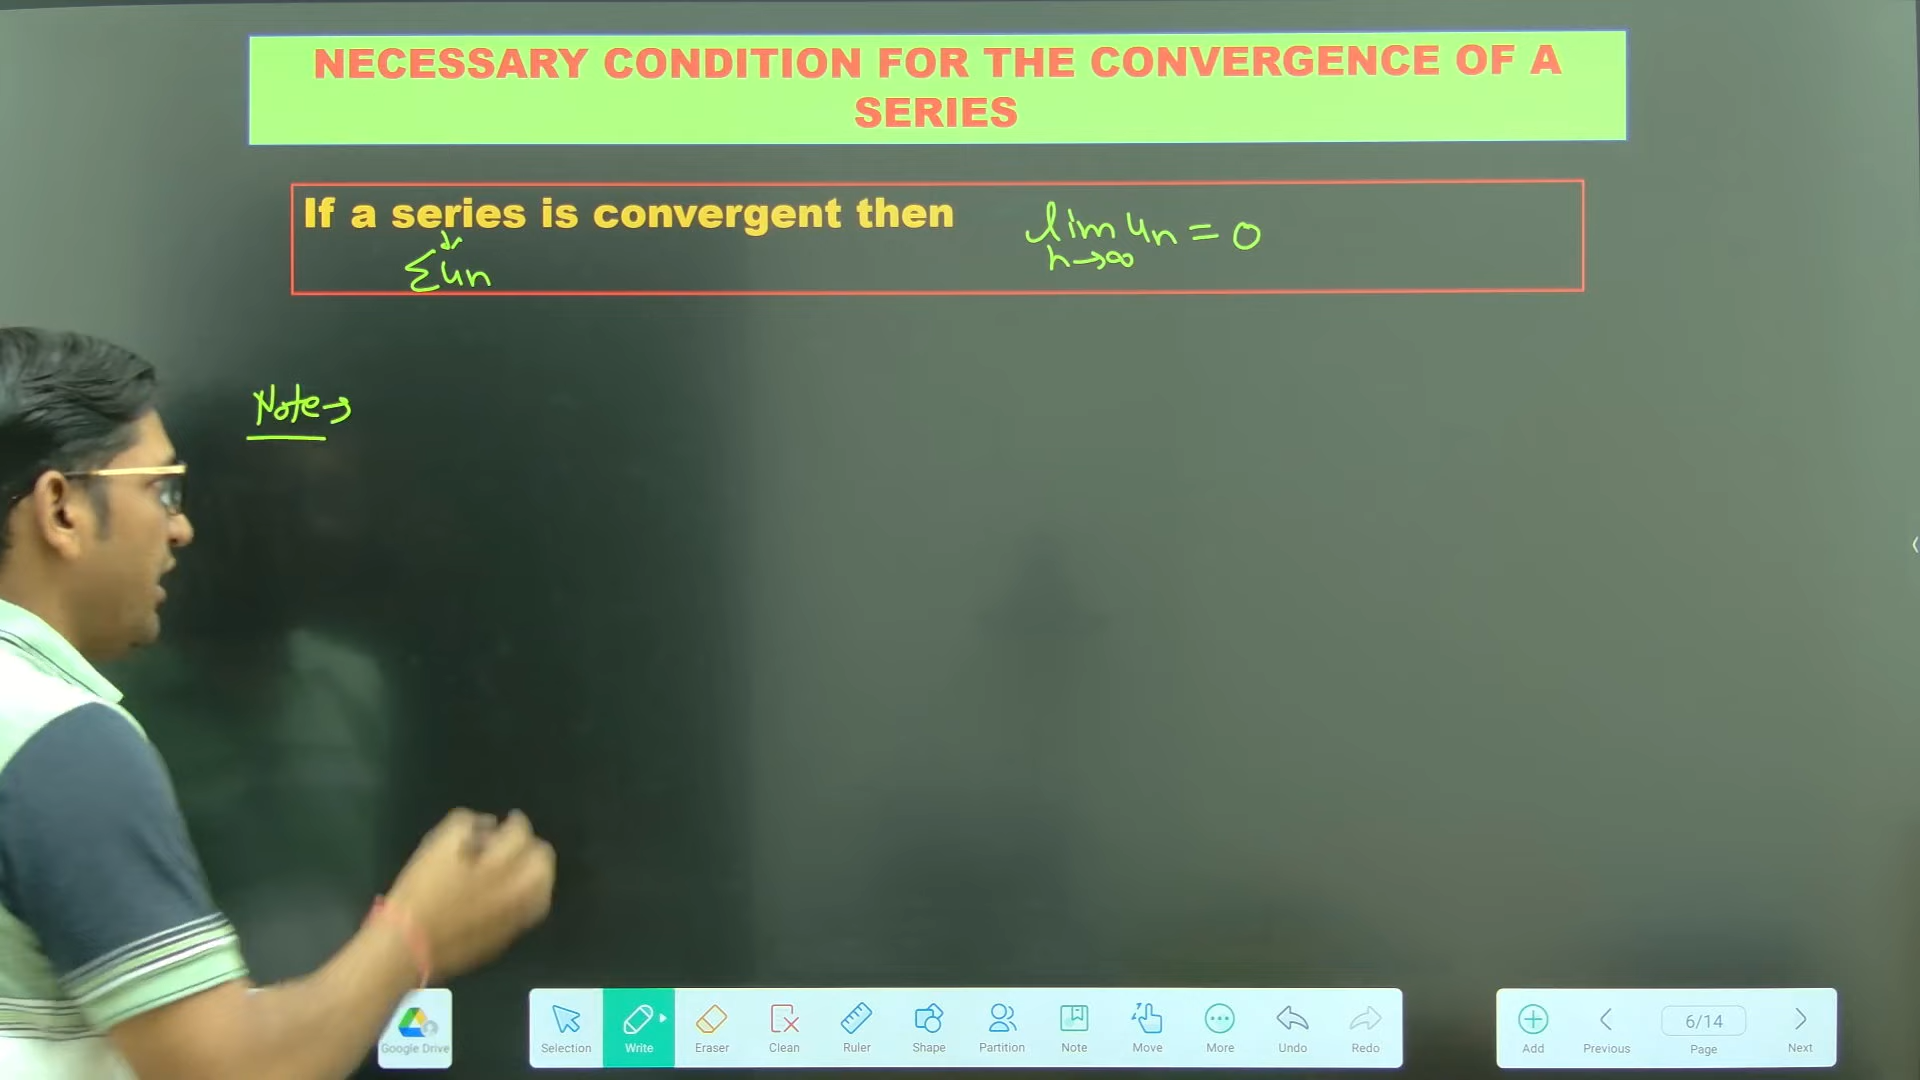 NECESSARY CONDITION FOR THE CONVERGENCE OF A
SERIES
If a series is convergent then
lim un = 0
n→∞
Σun
Note→
Google Drive
Selection
Write
Eraser
Clean
Ruler
Shape
Partition
Note
Move
More
Undo
Redo
Add
Previous
6/14
Page
Next